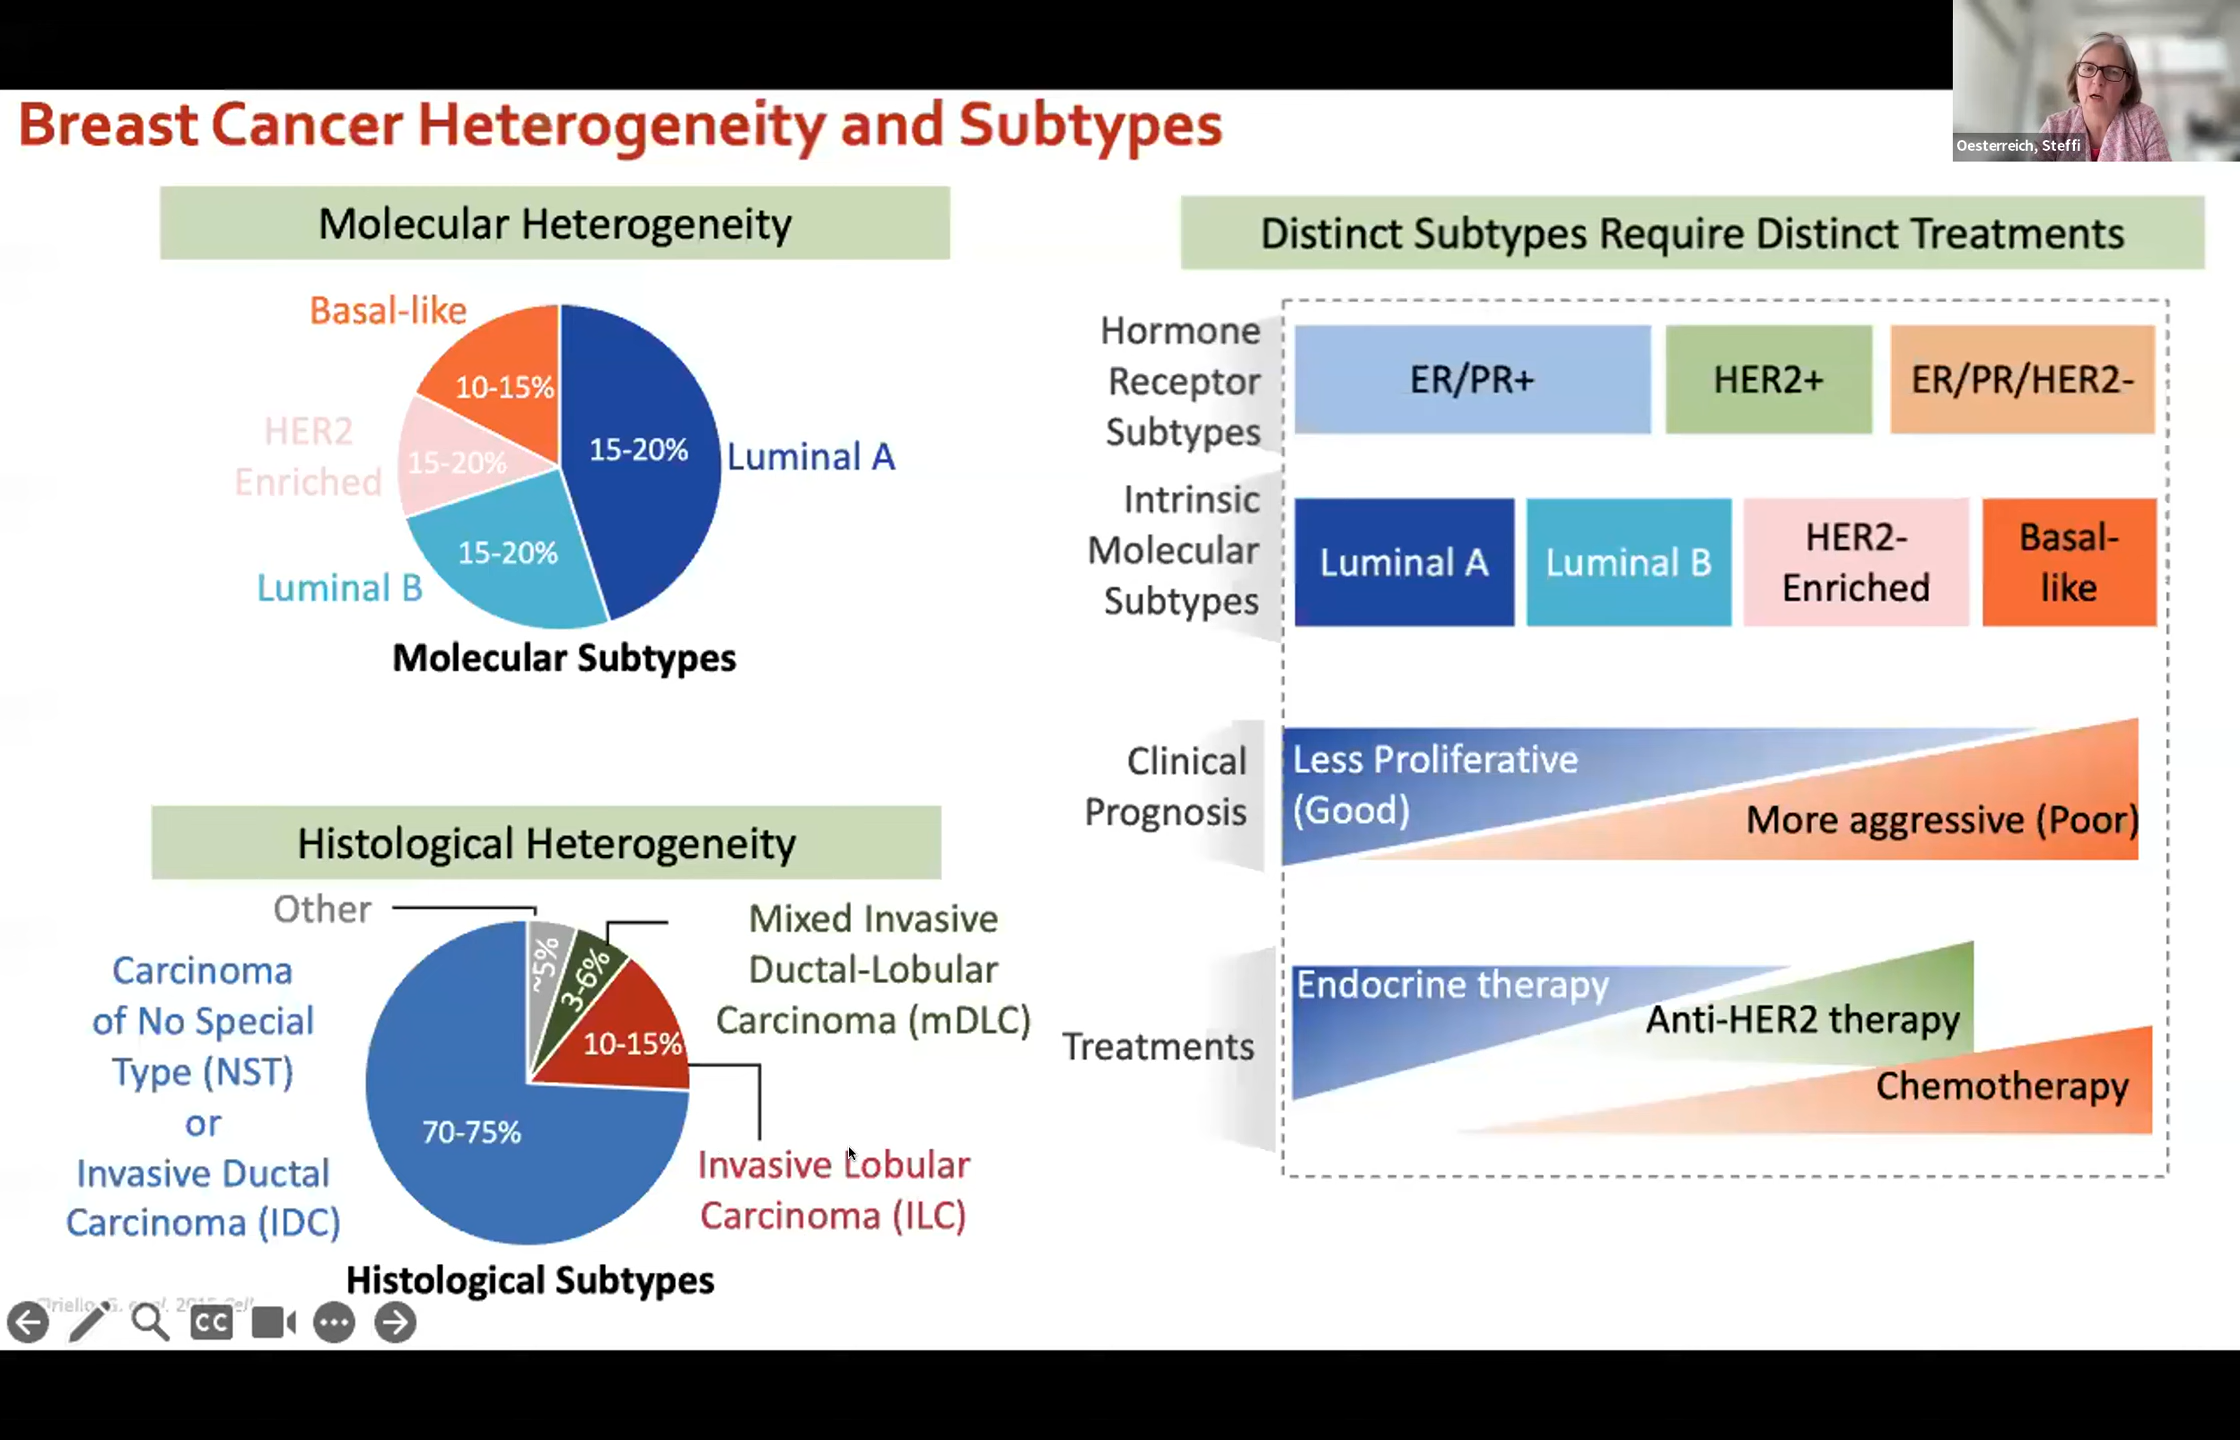 Oesterreich, Steffi
Breast Cancer Heterogeneity and Subtypes
Molecular Heterogeneity
Basal-like
10-15%
HER2
Enriched
15-20%
15-20%
Luminal A
15-20%
Luminal B
Molecular Subtypes
Histological Heterogeneity
Other
~5%
3-6%
Mixed Invasive
Ductal-Lobular
Carcinoma (mDLC)
Carcinoma
of No Special
Type (NST)
or
Invasive Ductal
Carcinoma (IDC)
10-15%
70-75%
Invasive Lobular
Carcinoma (ILC)
Histological Subtypes
2015 Cell
CC
Distinct Subtypes Require Distinct Treatments
Hormone
Receptor
Subtypes
ER/PR+
HER2+
ER/PR/HER2-
Intrinsic
Molecular
Subtypes
Luminal A
Luminal B
HER2-
Enriched
Basal-
like
Clinical
Prognosis
Less Proliferative
(Good)
More aggressive (Poor)
Treatments
Endocrine therapy
Anti-HER2 therapy
Chemotherapy